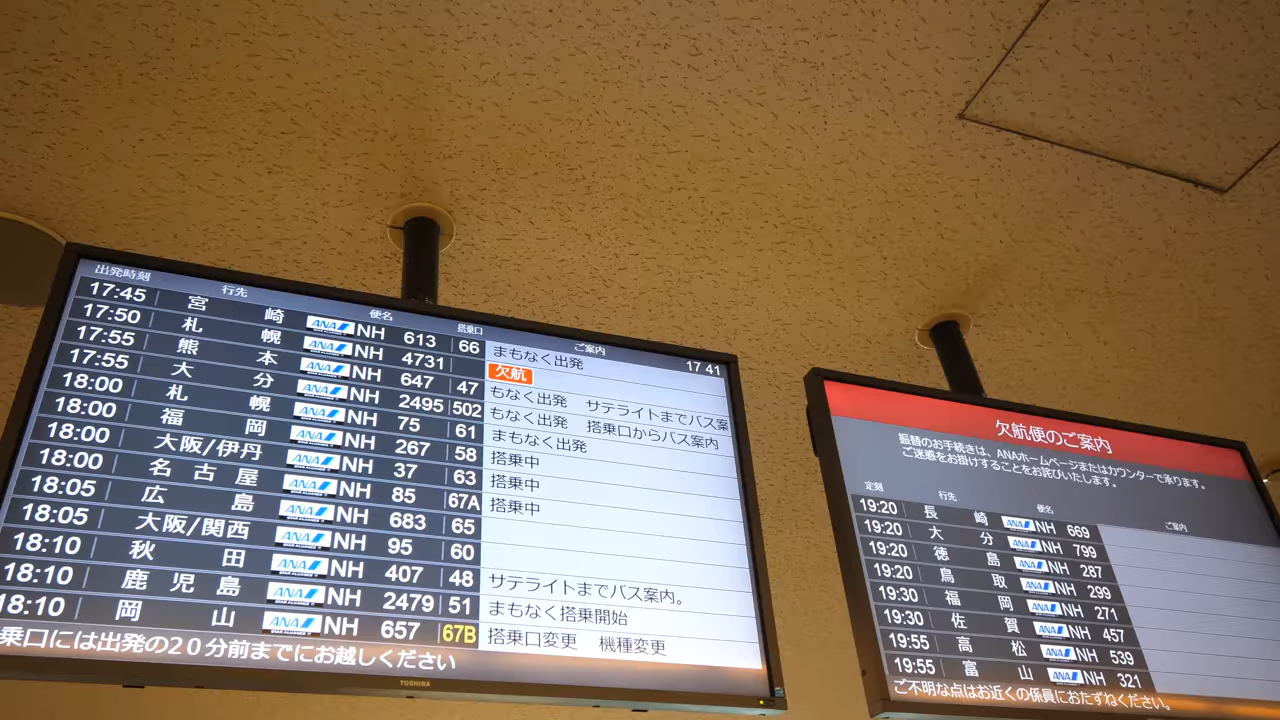 出発時刻 行先 便名 搭乗口 ご案内 17 41
17:45 宮崎 ANA NH 613 66 まもなく出発
17:50 札幌 ANA NH 4731 欠航
17:55 熊本 ANA NH 647 47 もなく出発 サテライトまでバス案
17:55 大分 ANA NH 2495 502 もなく出発 搭乗口からバス案内
18:00 札幌 ANA NH 75 61 まもなく出発
18:00 福岡 ANA NH 267 58 搭乗中
18:00 大阪/伊丹 ANA NH 37 63 搭乗中
18:00 名古屋 ANA NH 85 67A 搭乗中
18:05 広島 ANA NH 683 65
18:05 大阪/関西 ANA NH 95 60
18:10 秋田 ANA NH 407 48 サテライトまでバス案内。
18:10 鹿児島 ANA NH 2479 51 まもなく搭乗開始
18:10 岡山 ANA NH 657 67B 搭乗口変更 機種変更
乗口には出発の20分前までにお越しください
TOSHIBA
欠航便のご案内
振替のお手続きは、ANAホームページまたはカウンターで承ります。
ご迷惑をお掛けすることをお詫びいたします。
定刻 行先 便名 ご案内
19:20 長崎 ANA NH 669
19:20 大分 ANA NH 799
19:20 徳島 ANA NH 287
19:20 鳥取 ANA NH 299
19:30 福岡 ANA NH 271
19:30 佐賀 ANA NH 457
19:55 高松 ANA NH 539
19:55 富山 ANA NH 321
ご不明な点はお近くの係員におたずねください。